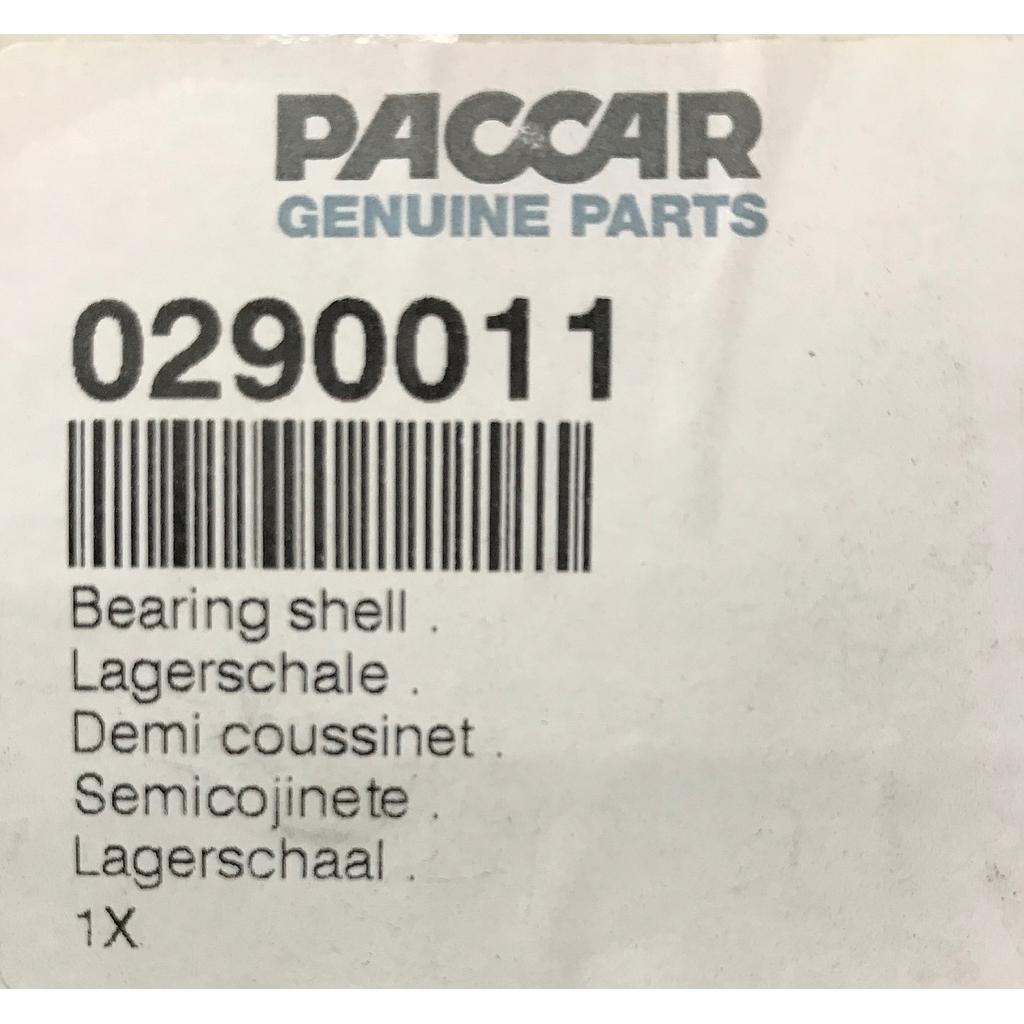 PACCAR
GENUINE PARTS
0290011
Bearing shell .
Lagerschale .
Demi coussinet .
Semicojinete .
Lagerschaal .
1X